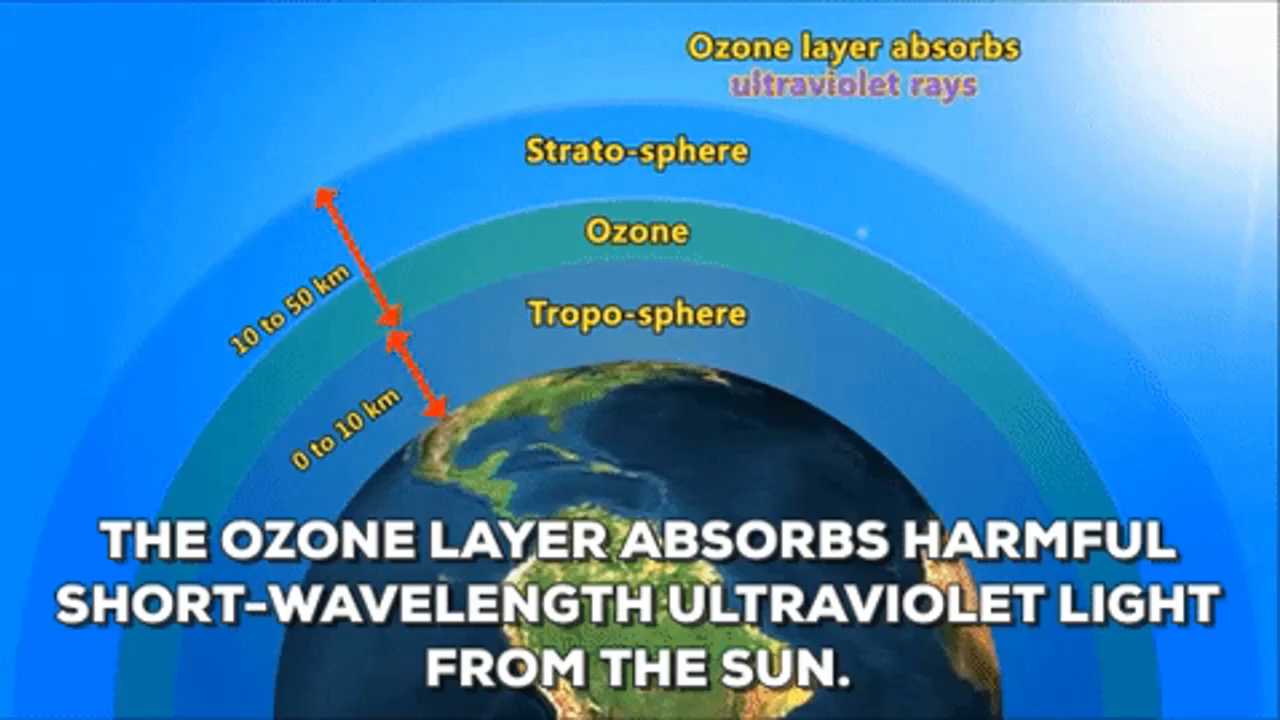 Ozone layer absorbs
ultraviolet rays
Strato-sphere
Ozone
10 to 50 km
Tropo-sphere
0 to 10 km
THE OZONE LAYER ABSORBS HARMFUL
SHORT-WAVELENGTH ULTRAVIOLET LIGHT
FROM THE SUN.